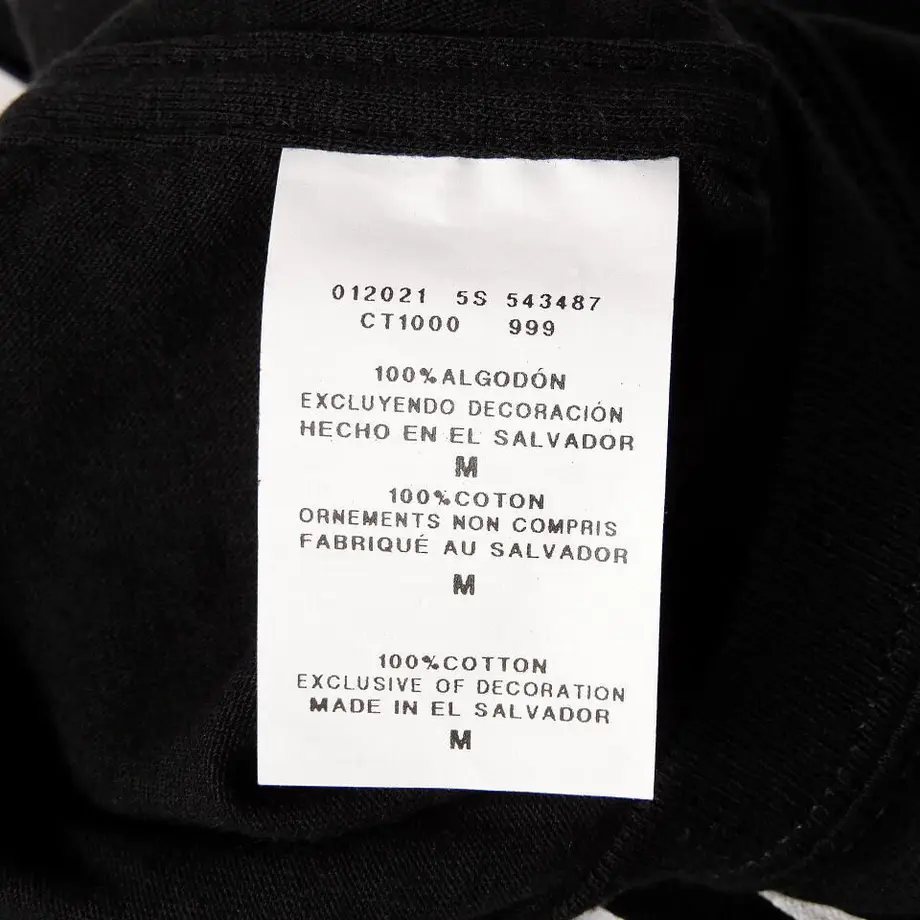 012021 5S 543487
CT1000 999
100%ALGODÓN
EXCLUYENDO DECORACIÓN
HECHO EN EL SALVADOR
M
100%COTON
ORNEMENTS NON COMPRIS
FABRIQUÉ AU SALVADOR
M
100%COTTON
EXCLUSIVE OF DECORATION
MADE IN EL SALVADOR
M